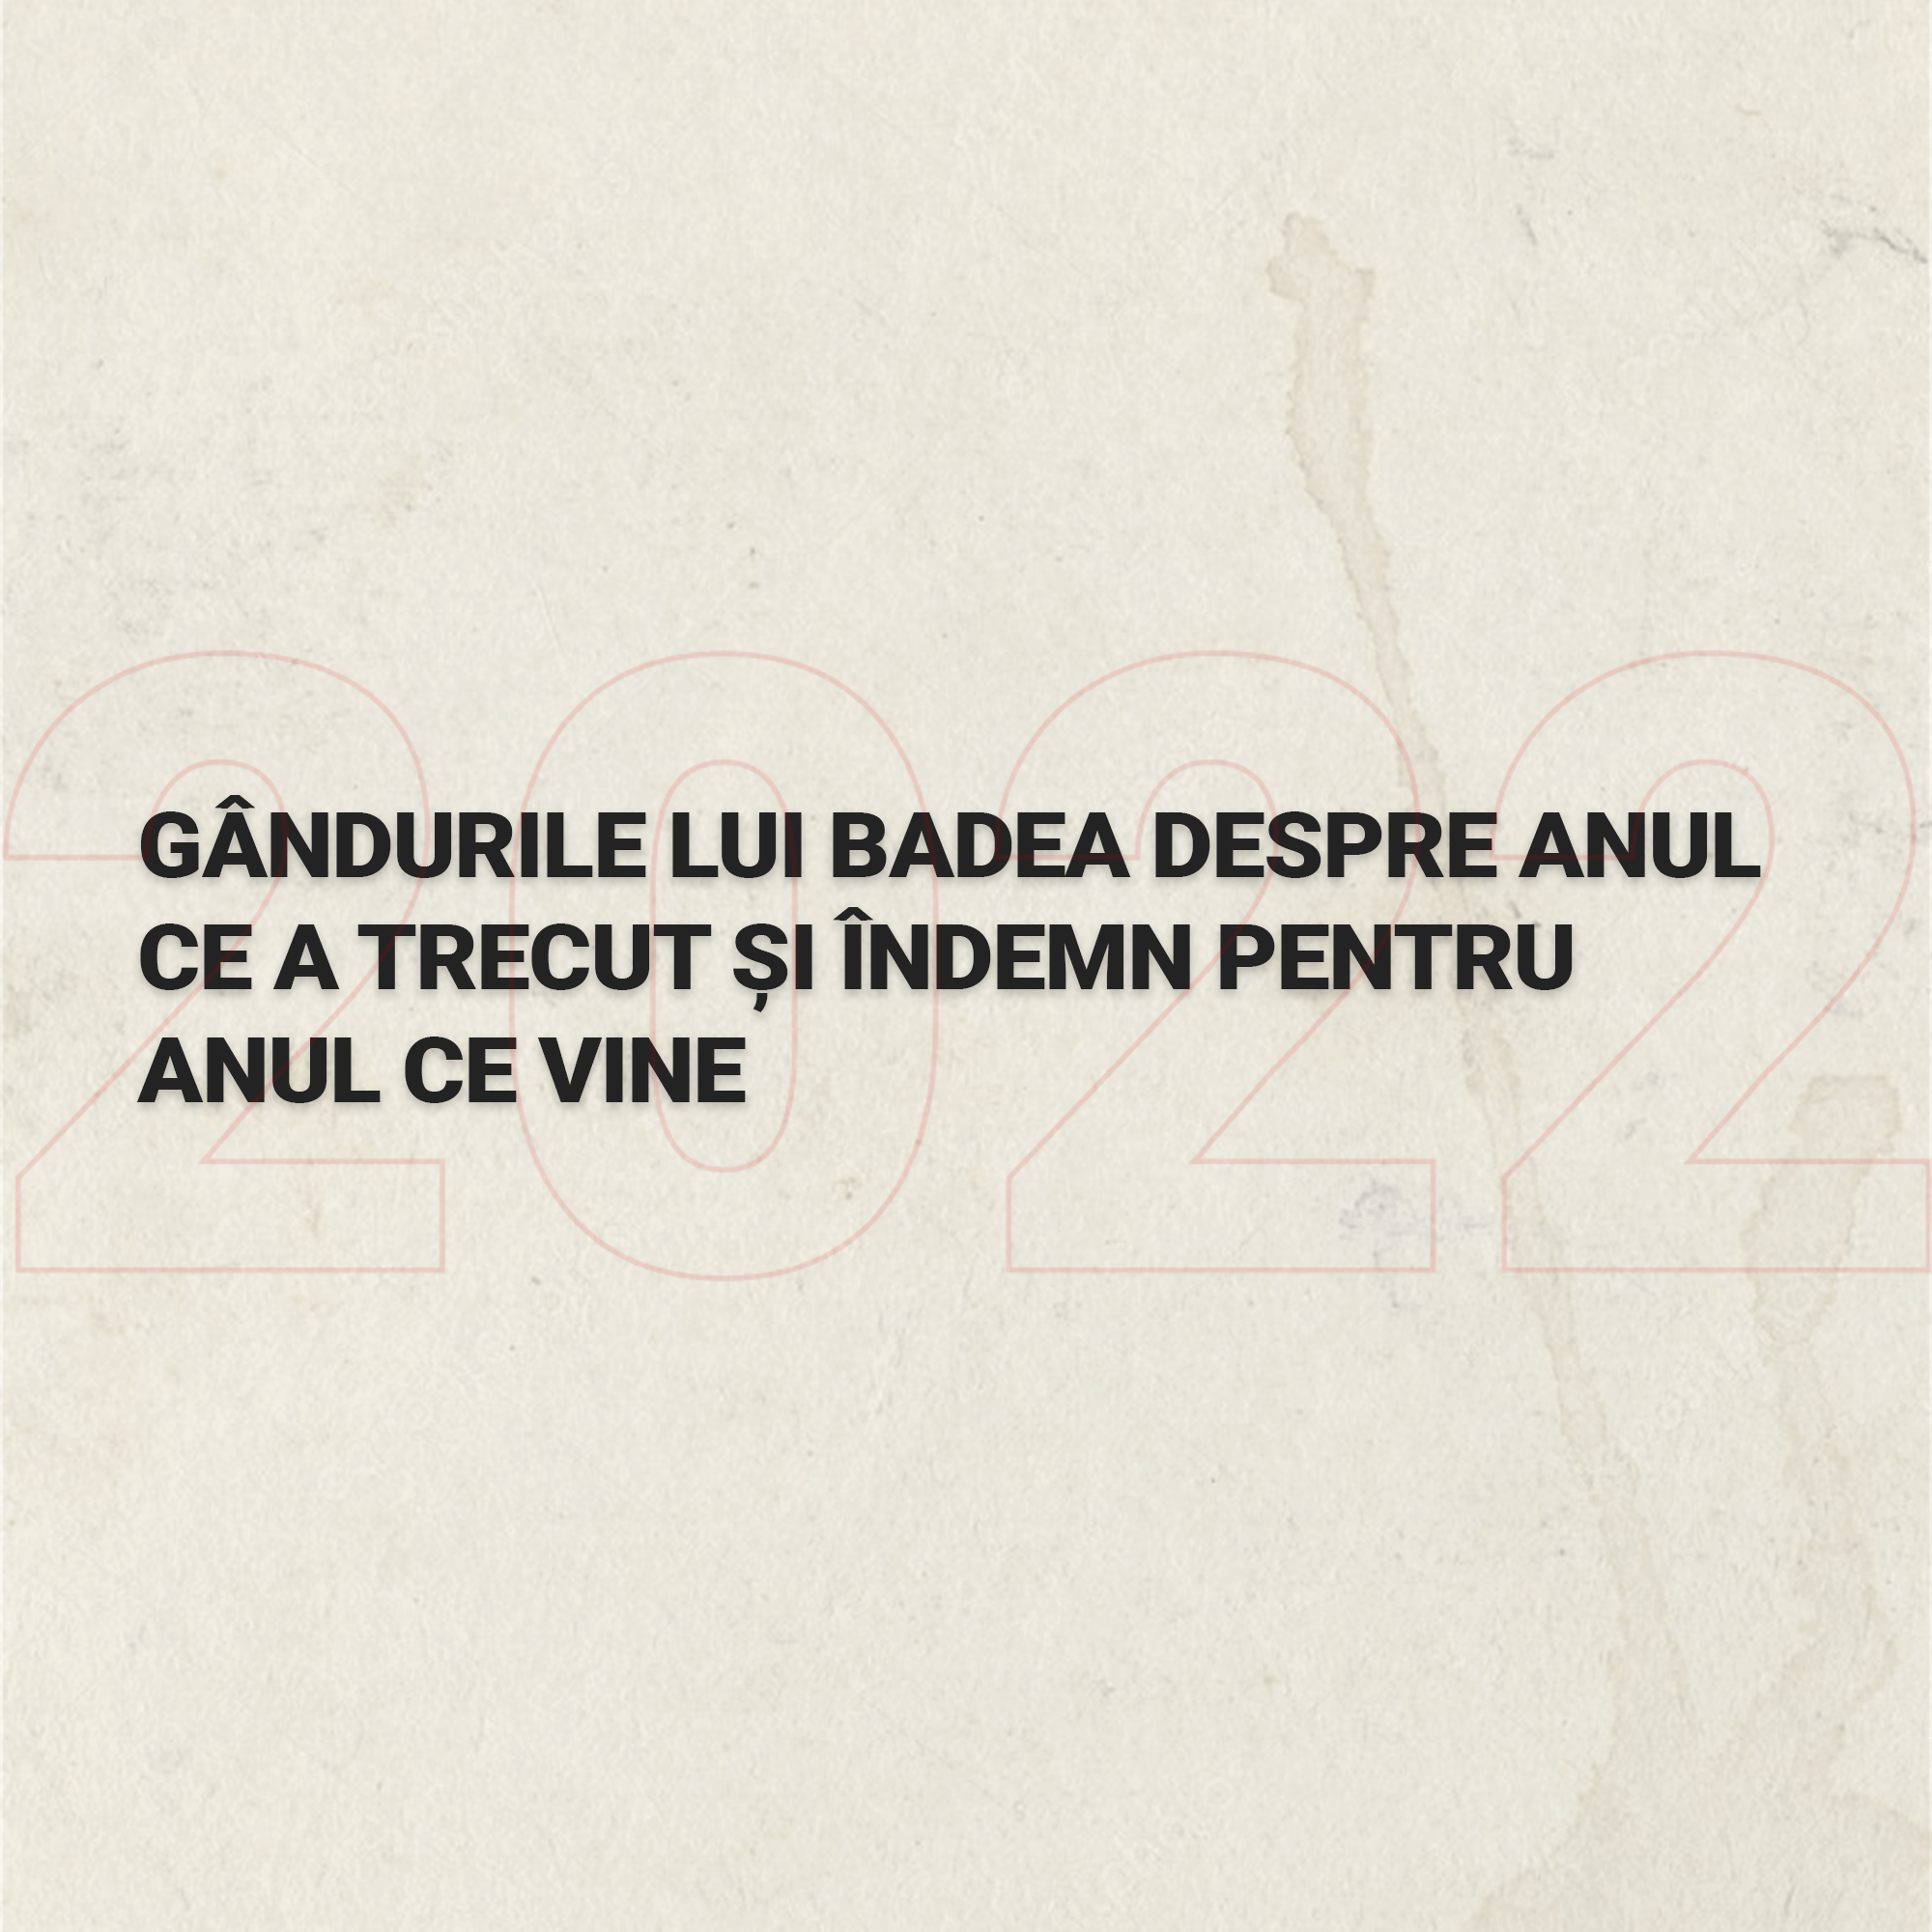 2022
GÂNDURILE LUI BADEA DESPRE ANUL
CE A TRECUT ȘI ÎNDEMN PENTRU
ANUL CE VINE